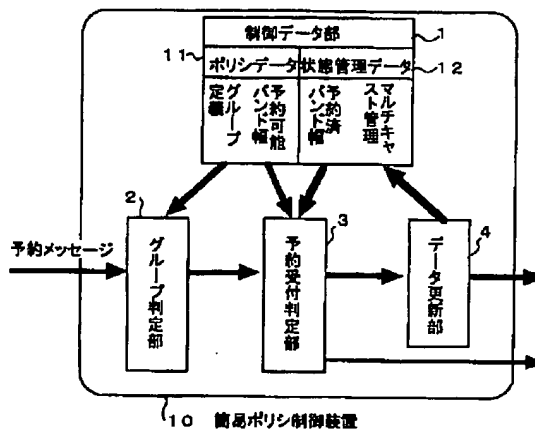 制御データ部
1
11
ポリシデータ
状態管理データ
12
グループ定義
予約可能バンド幅
予約済バンド幅
マルチキャスト管理
2
3
4
予約メッセージ
グループ判定部
予約受付判定部
データ更新部
10 簡易ポリシ制御装置